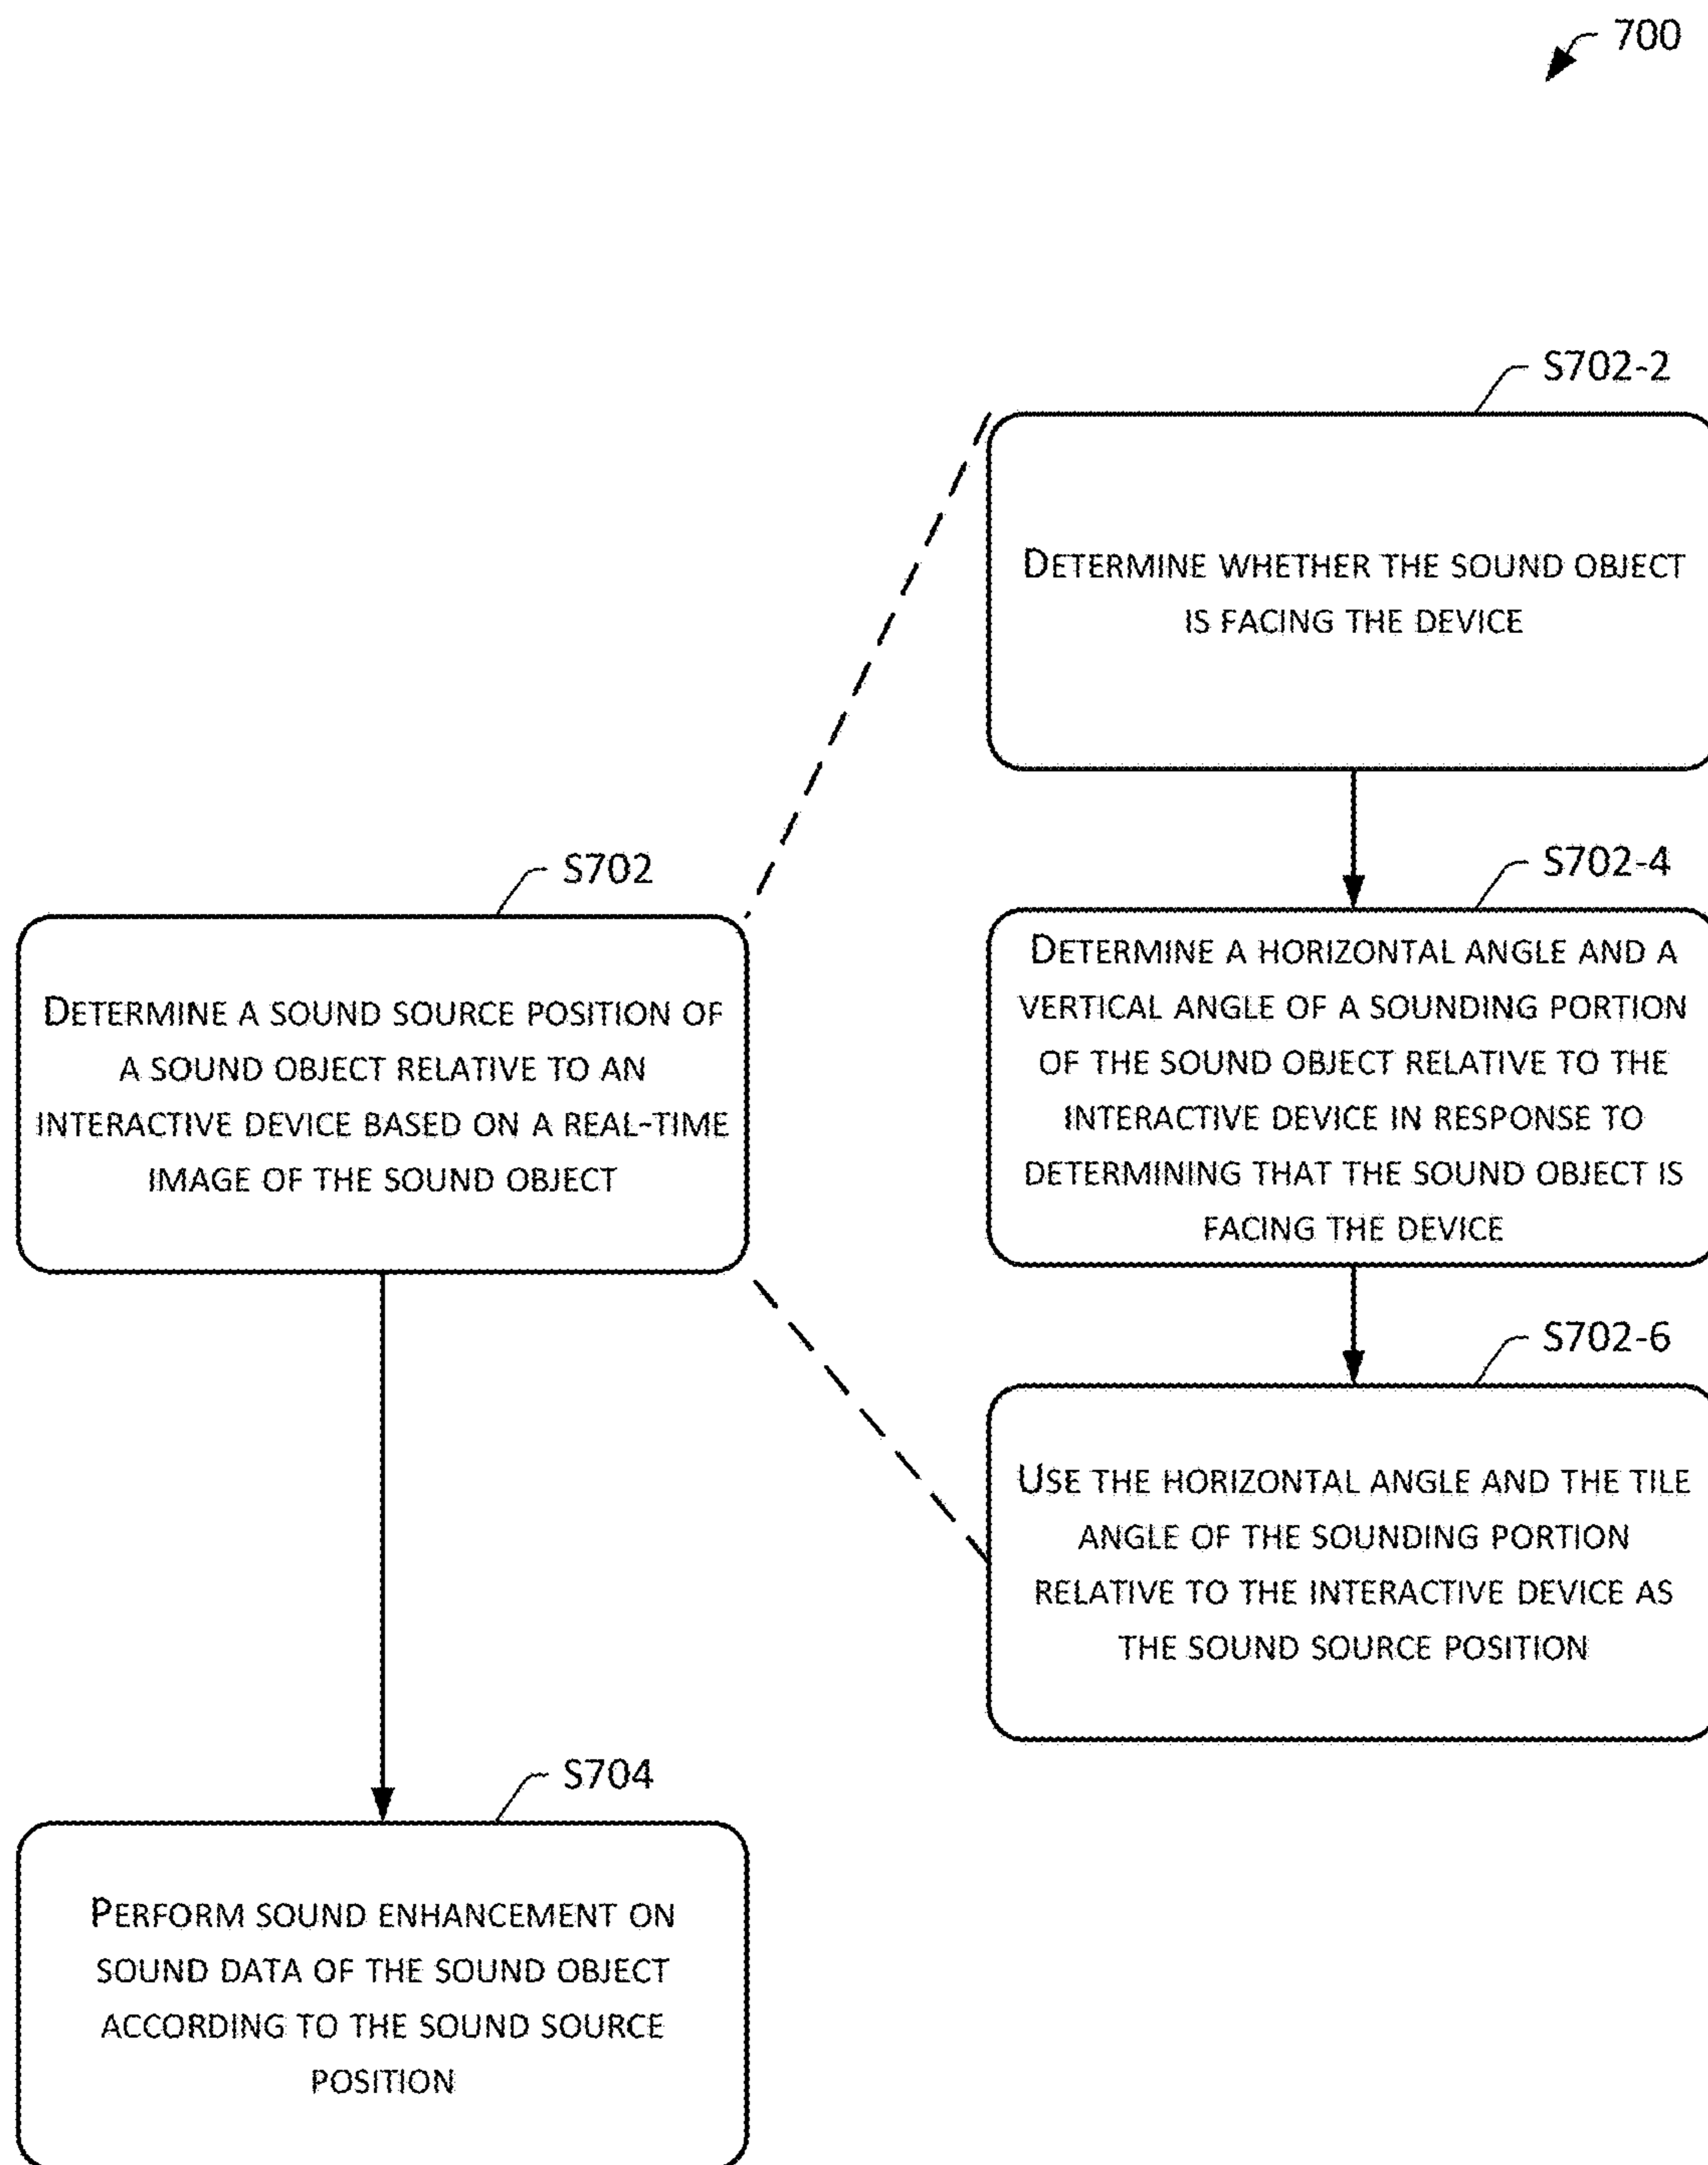 700
S702-2
DETERMINE WHETHER THE SOUND OBJECT
IS FACING THE DEVICE
S702-4
DETERMINE A HORIZONTAL ANGLE AND A
VERTICAL ANGLE OF A SOUNDING PORTION
OF THE SOUND OBJECT RELATIVE TO THE
INTERACTIVE DEVICE IN RESPONSE TO
DETERMINING THAT THE SOUND OBJECT IS
FACING THE DEVICE
S702-6
USE THE HORIZONTAL ANGLE AND THE TILE
ANGLE OF THE SOUNDING PORTION
RELATIVE TO THE INTERACTIVE DEVICE AS
THE SOUND SOURCE POSITION
S702
DETERMINE A SOUND SOURCE POSITION OF
A SOUND OBJECT RELATIVE TO AN
INTERACTIVE DEVICE BASED ON A REAL-TIME
IMAGE OF THE SOUND OBJECT
S704
PERFORM SOUND ENHANCEMENT ON
SOUND DATA OF THE SOUND OBJECT
ACCORDING TO THE SOUND SOURCE
POSITION